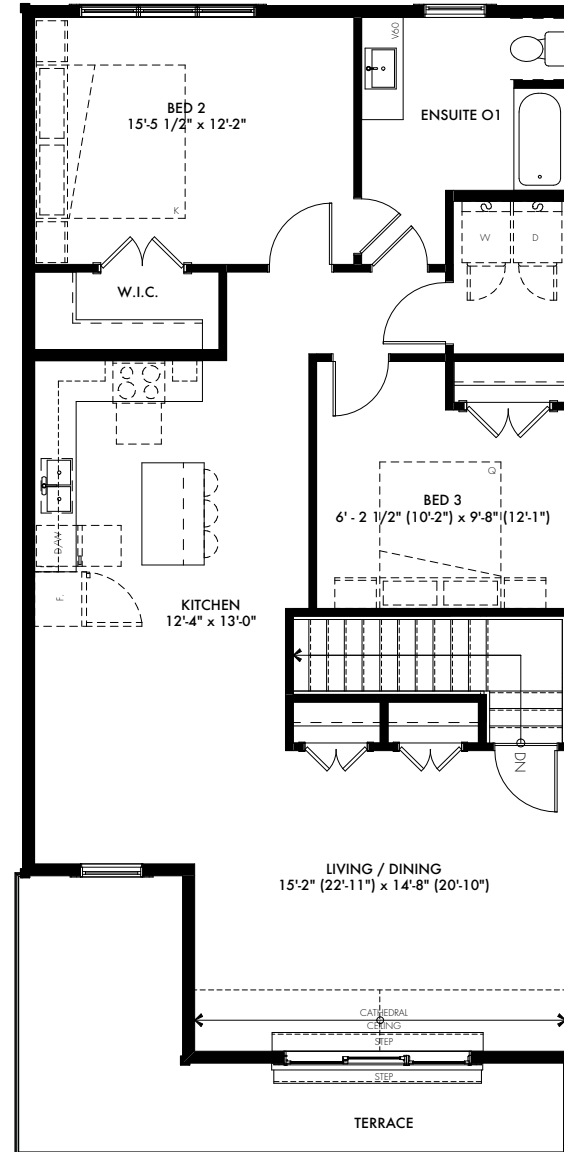 V60
BED 2
15'-5 1/2" x 12'-2"
ENSUITE 01
K
W
D
W.I.C.
Q
BED 3
6' - 2 1/2" (10'-2") x 9'-8" (12'-1")
D/W
F.
KITCHEN
12'-4" x 13'-0"
DN
LIVING / DINING
15'-2" (22'-11") x 14'-8" (20'-10")
CATHEDRAL
CEILING
STEP
STEP
TERRACE